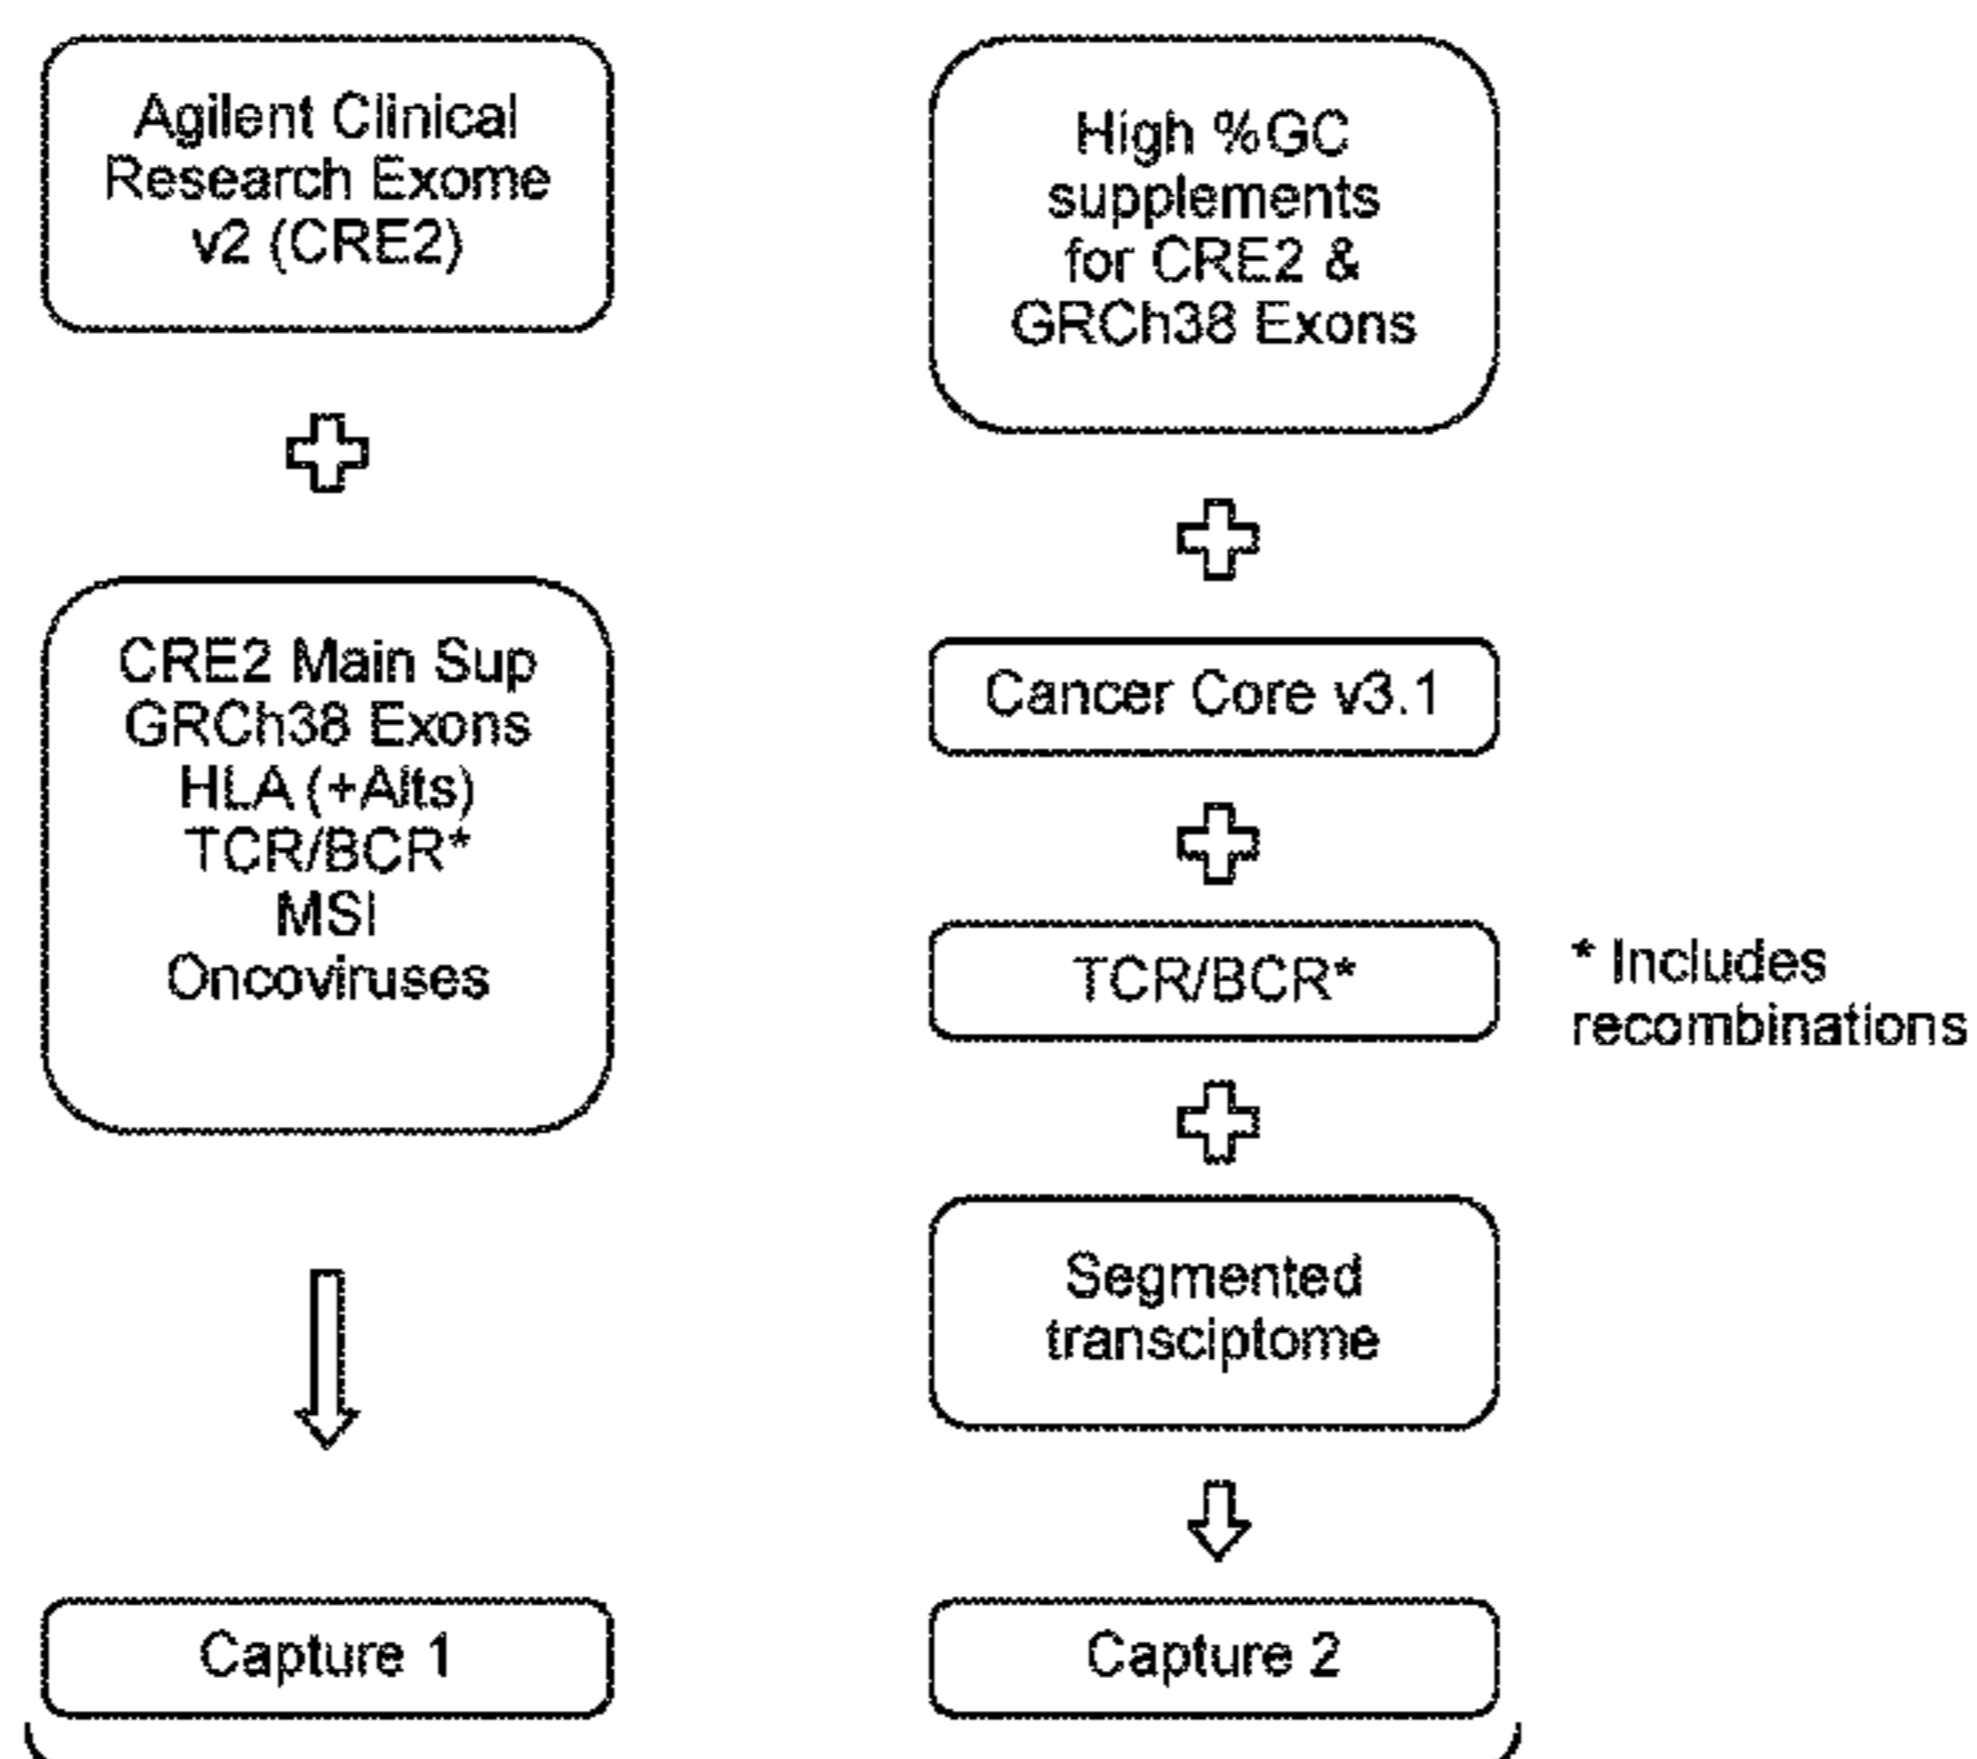 Agilent Clinical
Research Exome
v2 (CRE2)
CRE2 Main Sup
GRCh38 Exons
HLA (+Alts)
TCR/BCR*
MSI
Oncoviruses
Capture 1
High %GC
supplements
for CRE2 &
GRCh38 Exons
Cancer Core v3.1
TCR/BCR*
* Includes
recombinations
Segmented
transciptome
Capture 2